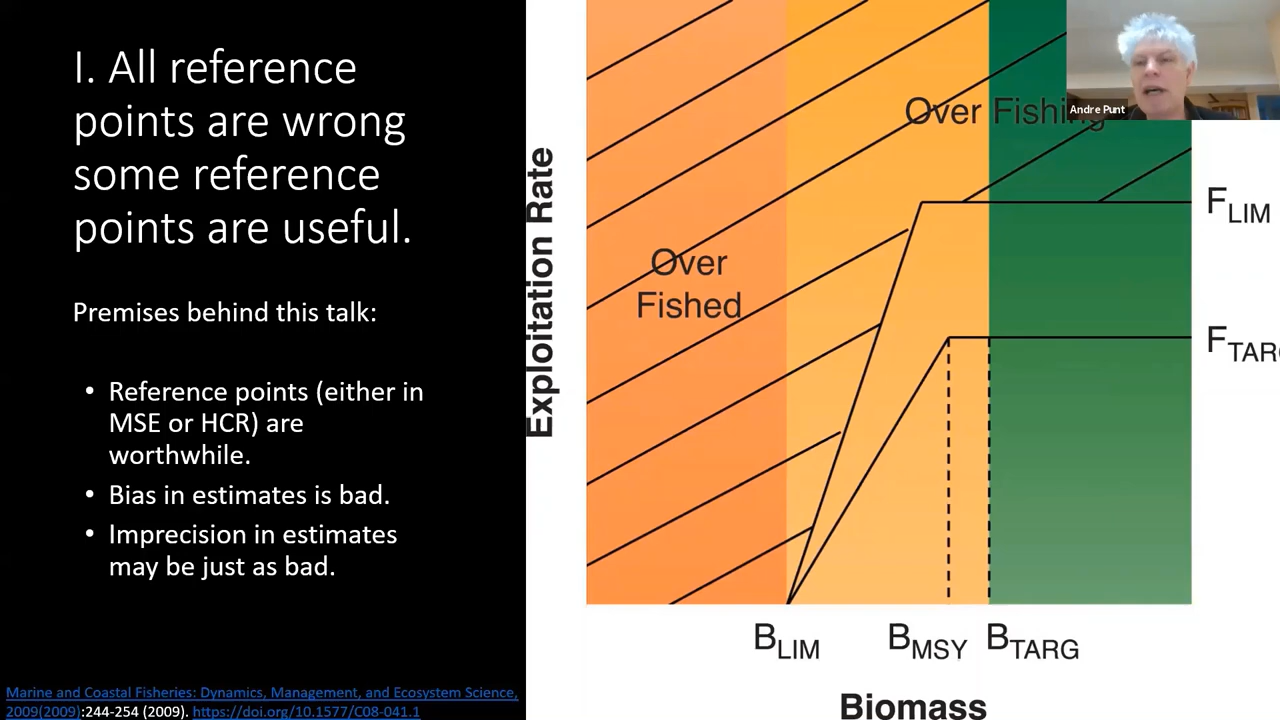 I. All reference
points are wrong
some reference
points are useful.
Premises behind this talk:
• Reference points (either in
MSE or HCR) are
worthwhile.
• Bias in estimates is bad.
• Imprecision in estimates
may be just as bad.
Marine and Coastal Fisheries: Dynamics, Management, and Ecosystem Science,
2009(2009):244-254 (2009). https://doi.org/10.1577/C08-041.1
Exploitation Rate
Over Fishing
Andre Punt
Over
Fished
FLIM
FTARG
BLIM
BMSY
BTARG
Biomass